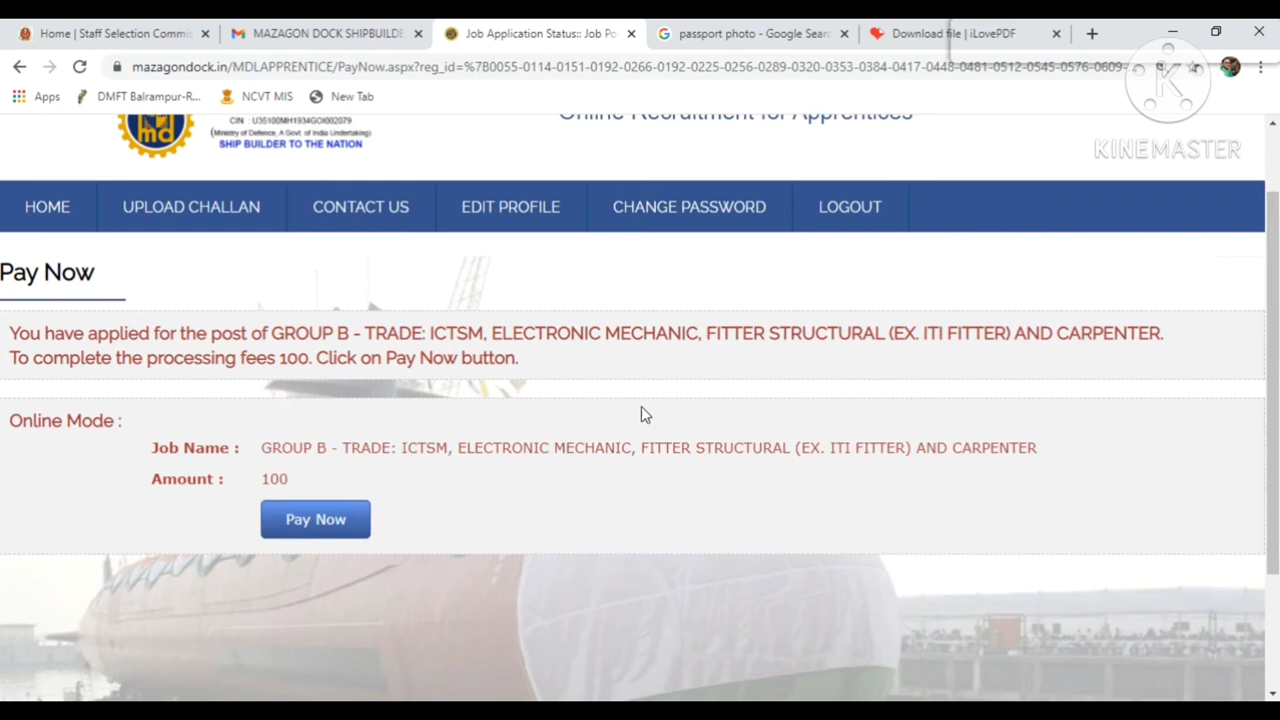 Home | Staff Selection Commis
MAZAGON DOCK SHIPBUILDE
Job Application Status:: Job Po
passport photo - Google Searc
Download file | iLovePDF
mazagondock.in/MDLAPPRENTICE/PayNow.aspx?reg_id=%7B0055-0114-0151-0192-0266-0192-0225-0256-0289-0320-0353-0384-0417-0448-0481-0512-0545-0576-0609-
Apps
DMFT Balrampur-R...
NCVT MIS
New Tab
KINEMASTER
md
CIN : U35100MH1934GOI002079
(Ministry of Defence, A Govt. of India Undertaking)
SHIP BUILDER TO THE NATION
Online Recruitment for Apprentices
HOME
UPLOAD CHALLAN
CONTACT US
EDIT PROFILE
CHANGE PASSWORD
LOGOUT
Pay Now
You have applied for the post of GROUP B - TRADE: ICTSM, ELECTRONIC MECHANIC, FITTER STRUCTURAL (EX. ITI FITTER) AND CARPENTER.
To complete the processing fees 100. Click on Pay Now button.
Online Mode :
Job Name : GROUP B - TRADE: ICTSM, ELECTRONIC MECHANIC, FITTER STRUCTURAL (EX. ITI FITTER) AND CARPENTER
Amount : 100
Pay Now